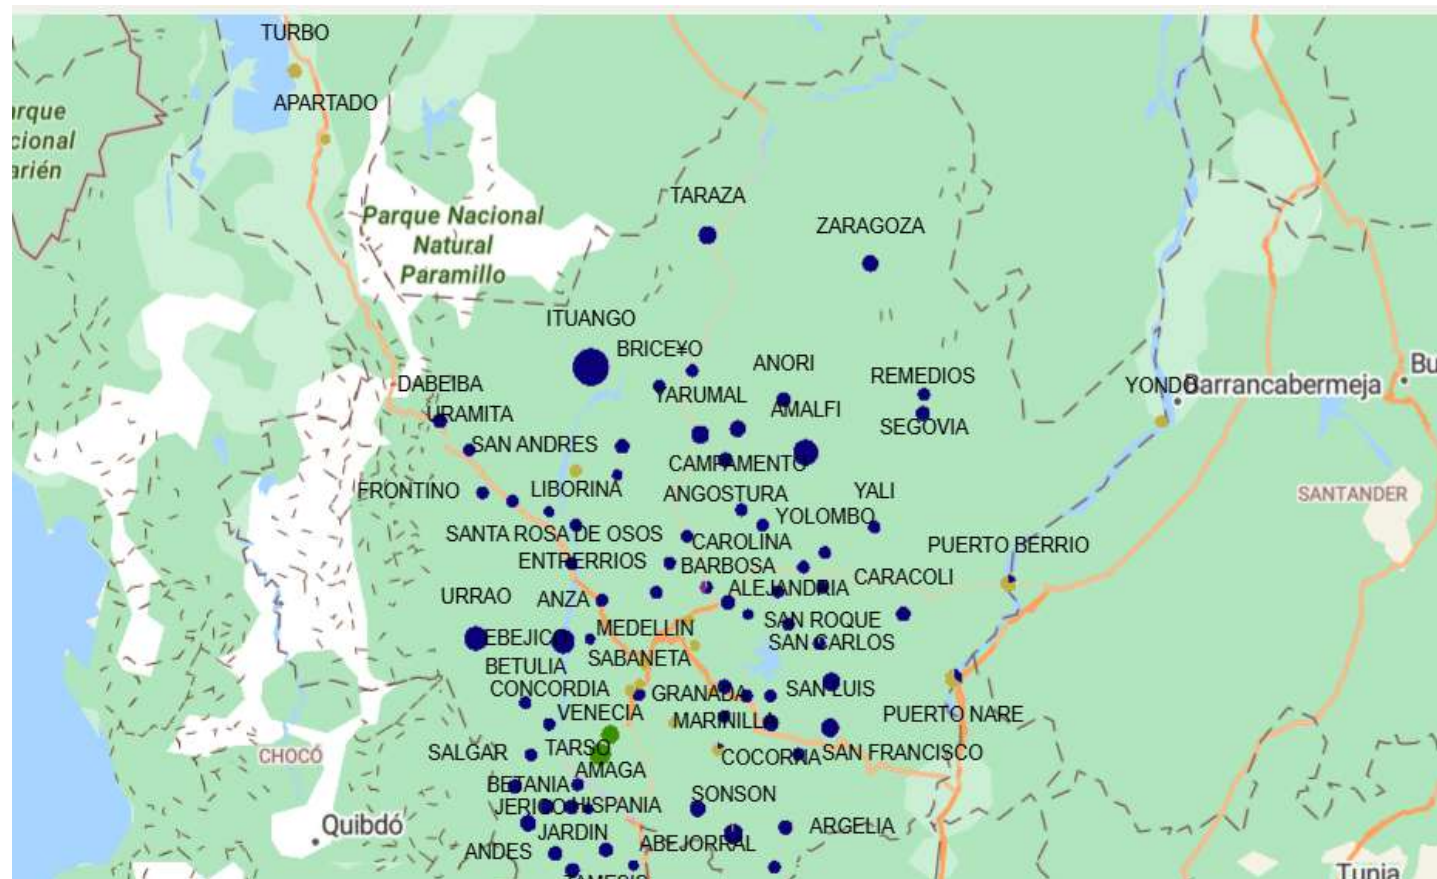 TURBO
APARTADO
arque
cional
arién
TARAZA
Parque Nacional
Natural
Paramillo
ZARAGOZA
ITUANGO
BRICE¥O
ANORI
Bu
DABEIBA
REMEDIOS
YONDO
Barrancabermeja
YARUMAL
URAMITA
AMALFI
SEGOVIA
SAN ANDRES
CAMPAMENTO
FRONTINO
LIBORINA
ANGOSTURA
YALI
SANTANDER
YOLOMBO
SANTA ROSA DE OSOS
CAROLINA
PUERTO BERRIO
ENTRERRIOS
BARBOSA
CARACOLI
ALEJANDRIA
URRAO
ANZA
SAN ROQUE
MEDELLIN
EBEJICO
SAN CARLOS
SABANETA
BETULIA
CONCORDIA
GRANADA
SAN LUIS
VENECIA
PUERTO NARE
MARINILLA
TARSO
SALGAR
CHOCÓ
COCORNA
SAN FRANCISCO
AMAGA
BETANIA
SONSON
JERICO
HISPANIA
Quibdó
JARDIN
ARGELIA
ABEJORRAL
ANDES
Tunja
TAMESIS